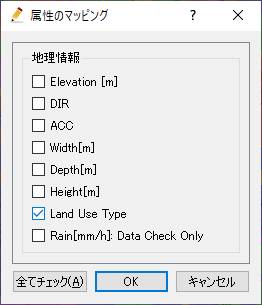 属性のマッピング ? ×
地理情報
Elevation [m]
DIR
ACC
Width[m]
Depth[m]
Height[m]
Land Use Type
Rain[mm/h]: Data Check Only
全てチェック(A) OK キャンセル